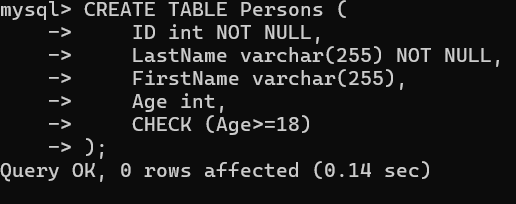 mysql> CREATE TABLE Persons (
    ->     ID int NOT NULL,
    ->     LastName varchar(255) NOT NULL,
    ->     FirstName varchar(255),
    ->     Age int,
    ->     CHECK (Age>=18)
    -> );
Query OK, 0 rows affected (0.14 sec)